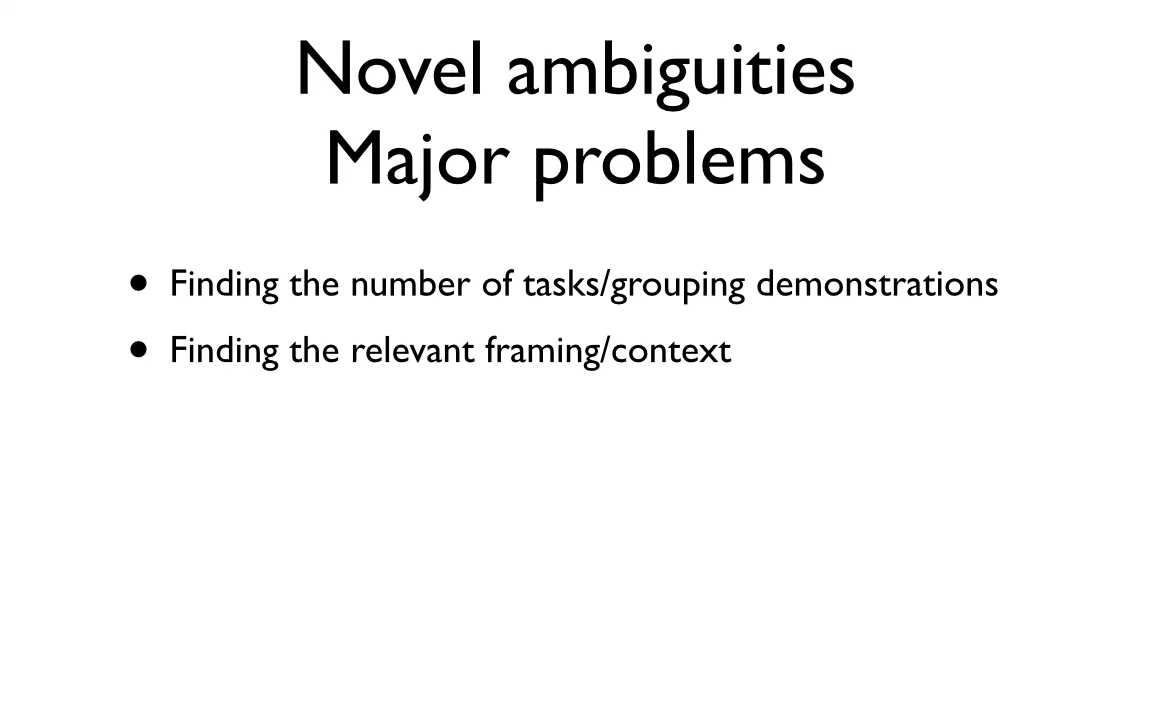 Novel ambiguities
Major problems
• Finding the number of tasks/grouping demonstrations
• Finding the relevant framing/context